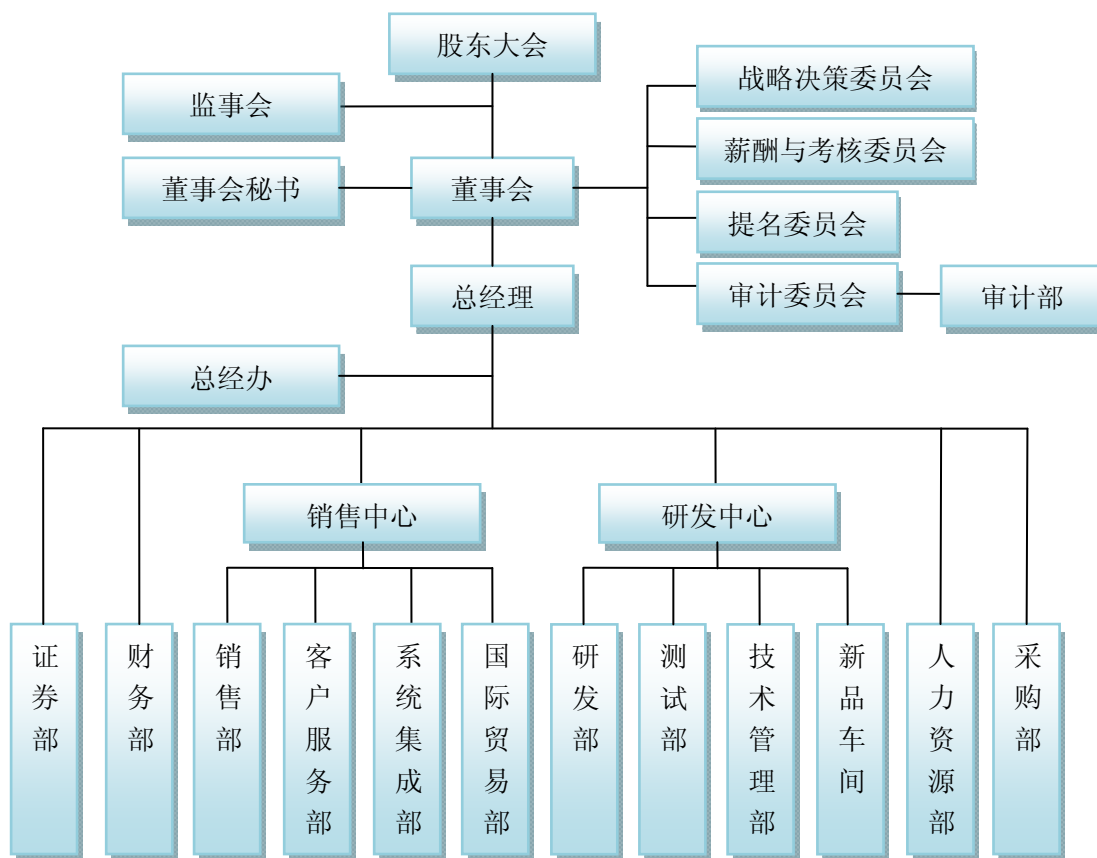 股东大会
战略决策委员会
监事会
薪酬与考核委员会
董事会秘书
董事会
提名委员会
总经理
审计委员会
审计部
总经办
销售中心
研发中心
证券部
财务部
销售部
客户服务部
系统集成部
国际贸易部
研发部
测试部
技术管理部
新品车间
人力资源部
采购部